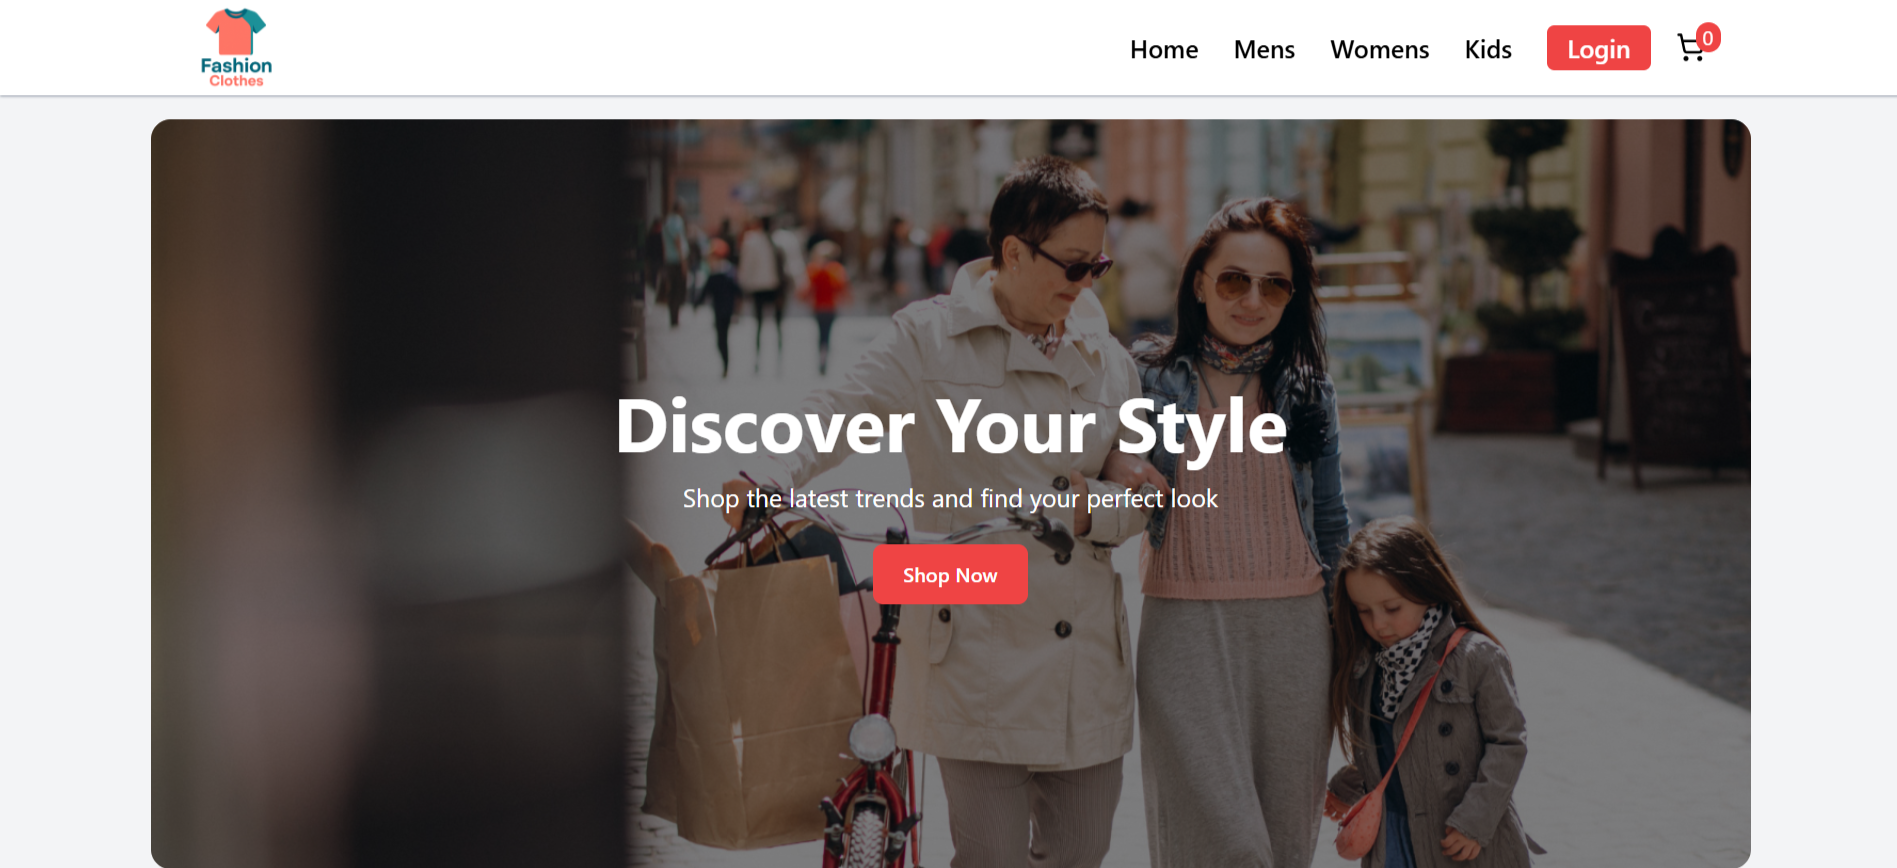 Fashion
Clothes
Home
Mens
Womens
Kids
Login
0
Discover Your Style
Shop the latest trends and find your perfect look
Shop Now